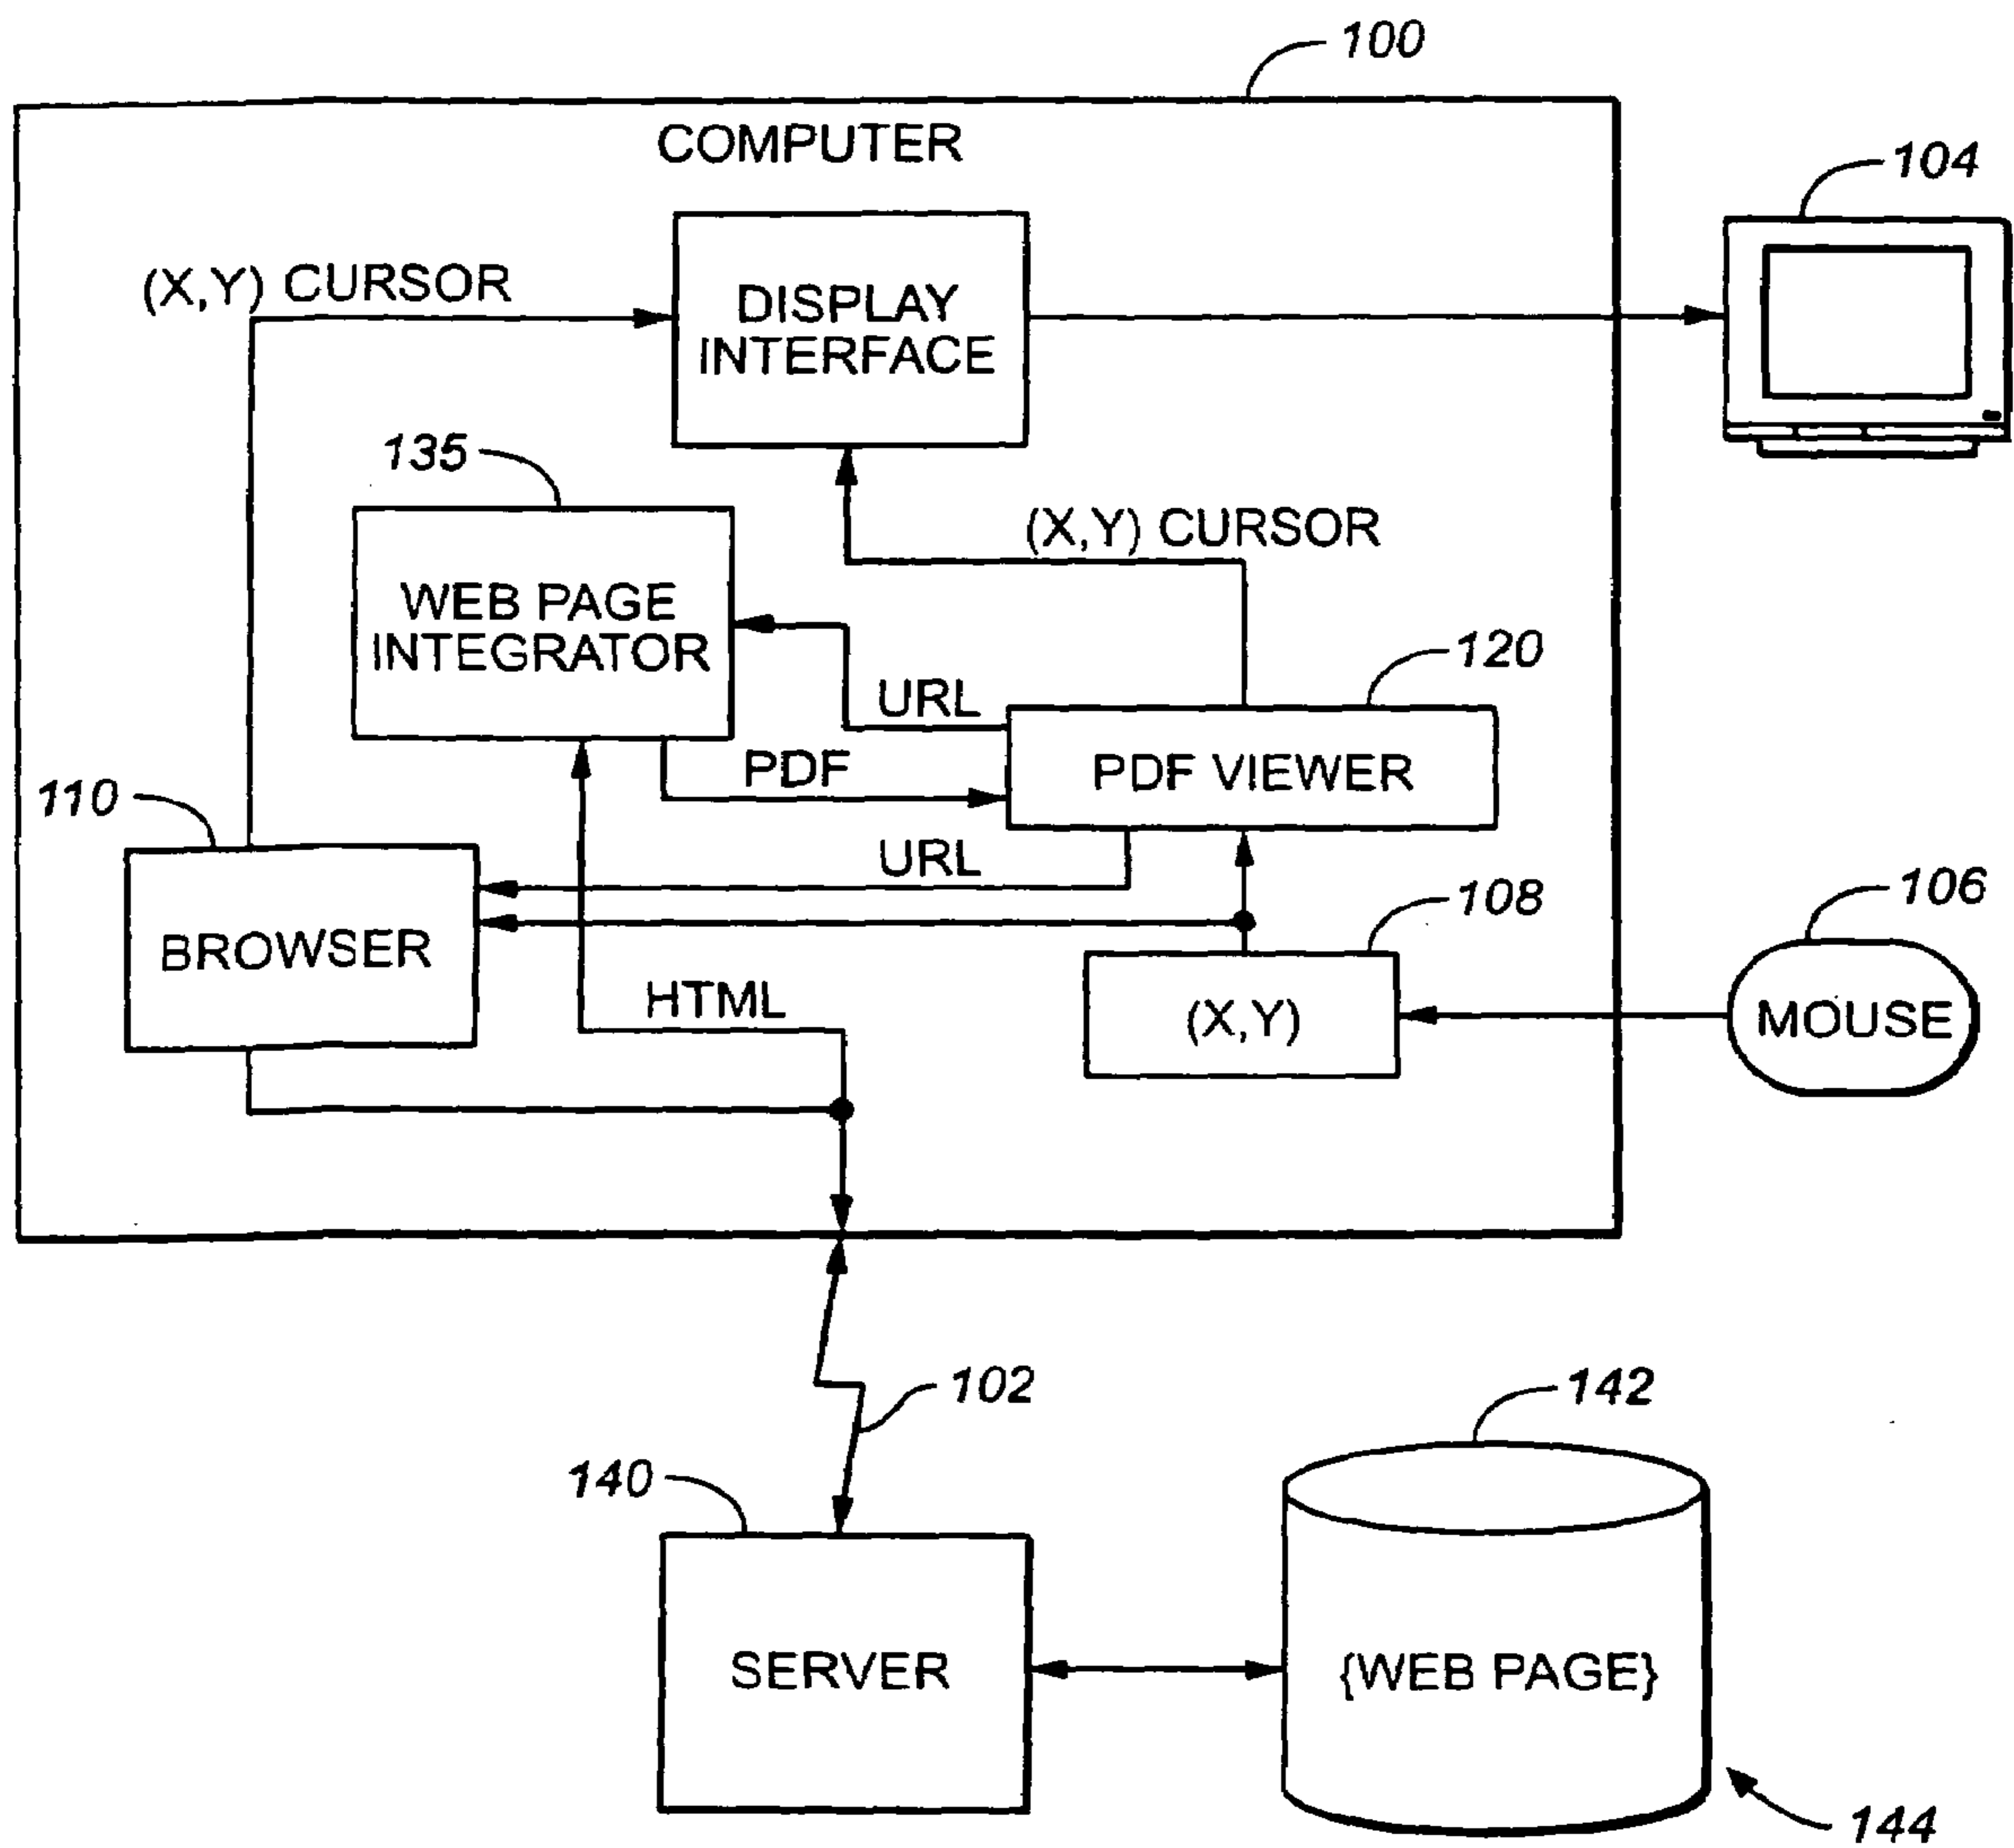 100
COMPUTER
104
(X,Y) CURSOR
DISPLAY
INTERFACE
135
(X,Y) CURSOR
WEB PAGE
INTEGRATOR
120
URL
PDF VIEWER
PDF
110
URL
108
106
BROWSER
HTML
(X,Y)
MOUSE
102
142
140
SERVER
{WEB PAGE}
144